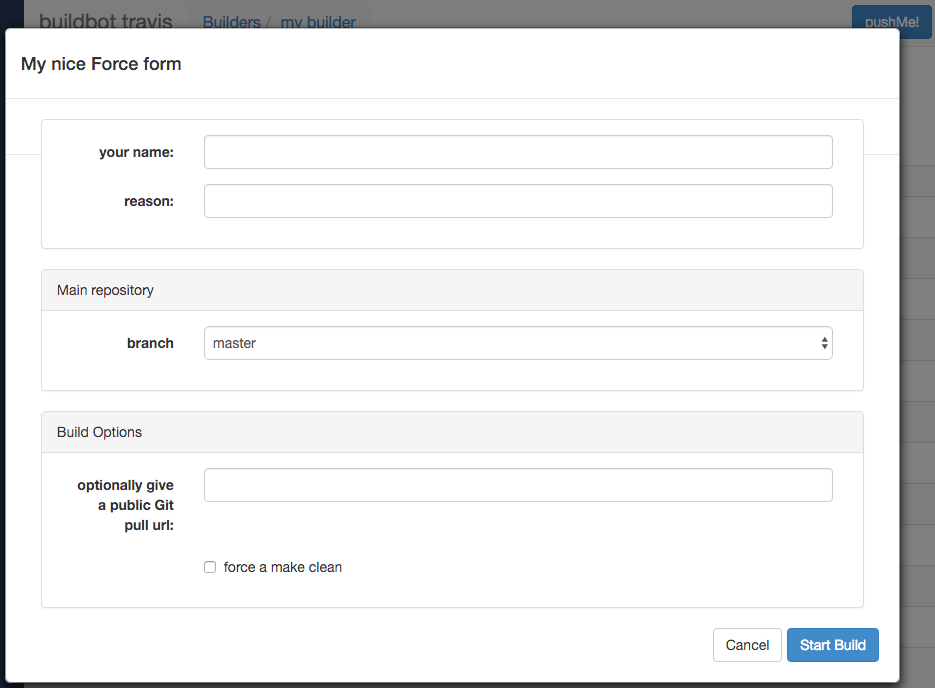 buildbot travis Builders / my builder pushMe!
My nice Force form
your name:
reason:
Main repository
branch master
Build Options
optionally give
a public Git
pull url:
force a make clean
Cancel Start Build